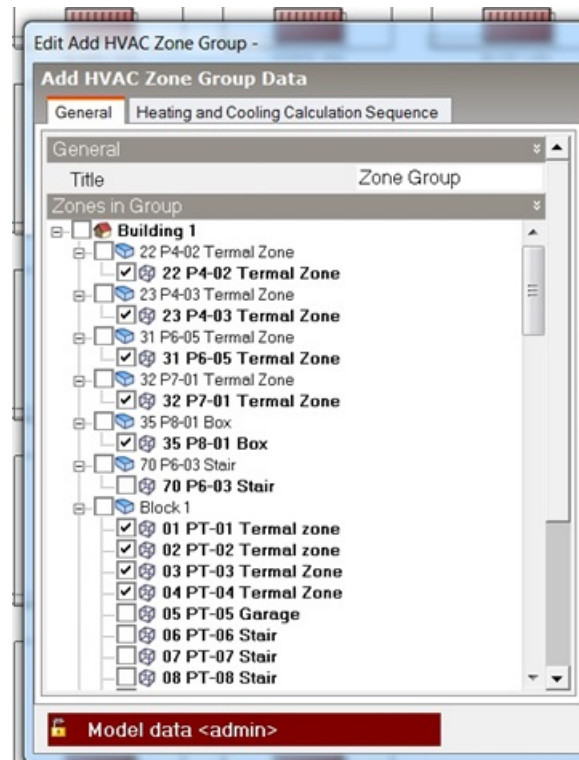 Edit Add HVAC Zone Group -
Add HVAC Zone Group Data
General Heating and Cooling Calculation Sequence
General
Title Zone Group
Zones in Group
Building 1
22 P4-02 Termal Zone
22 P4-02 Termal Zone
23 P4-03 Termal Zone
23 P4-03 Termal Zone
31 P6-05 Termal Zone
31 P6-05 Termal Zone
32 P7-01 Termal Zone
32 P7-01 Termal Zone
35 P8-01 Box
35 P8-01 Box
70 P6-03 Stair
70 P6-03 Stair
Block 1
01 PT-01 Termal zone
02 PT-02 Termal zone
03 PT-03 Termal Zone
04 PT-04 Termal Zone
05 PT-05 Garage
06 PT-06 Stair
07 PT-07 Stair
08 PT-08 Stair
Model data <admin>